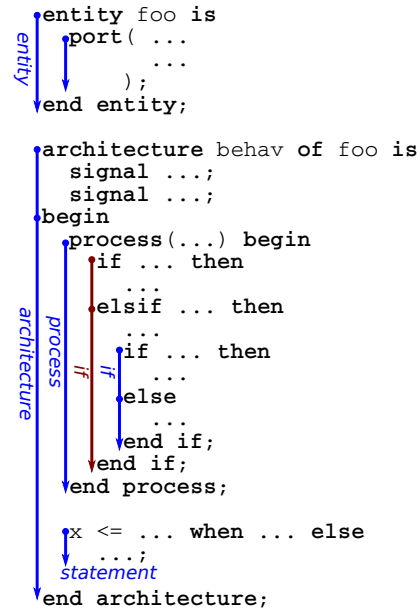 entity foo is
port( ...
...
);
end entity;
entity
architecture behav of foo is
signal ...;
signal ...;
begin
process(...) begin
if ... then
...
elsif ... then
...
if ... then
...
else
...
end if;
end if;
end process;
architecture
process
if
if
x <= ... when ... else
...;
statement
end architecture;